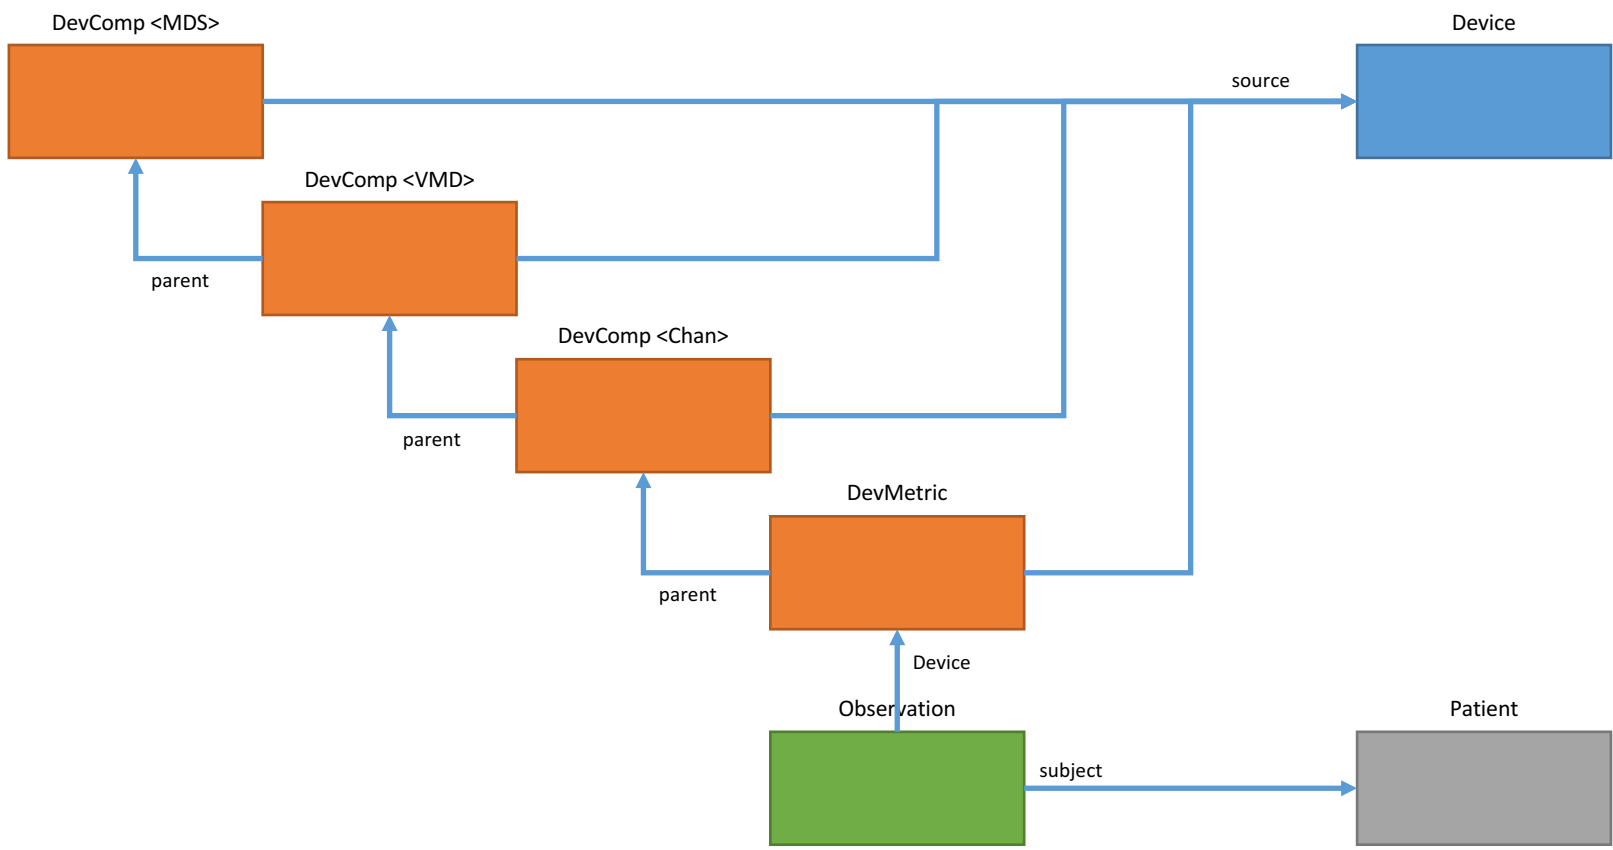 DevComp <MDS>
Device
source
DevComp <VMD>
parent
DevComp <Chan>
parent
DevMetric
parent
Device
Observation
Patient
subject